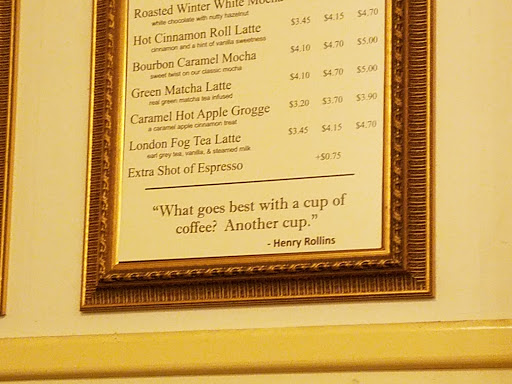 Roasted Winter White Mocha
white chocolate with nutty hazelnut
Hot Cinnamon Roll Latte $3.45 $4.15 $4.70
cinnamon and a hint of vanilla sweetness
Bourbon Caramel Mocha $4.10 $4.70 $5.00
sweet twist on our classic mocha
Green Matcha Latte $4.10 $4.70 $5.00
real green matcha tea infused
Caramel Hot Apple Grogge $3.20 $3.70 $3.90
a caramel apple cinnamon treat
London Fog Tea Latte $3.45 $4.15 $4.70
earl grey tea, vanilla, & steamed milk
Extra Shot of Espresso +$0.75
“What goes best with a cup of
coffee? Another cup.”
- Henry Rollins